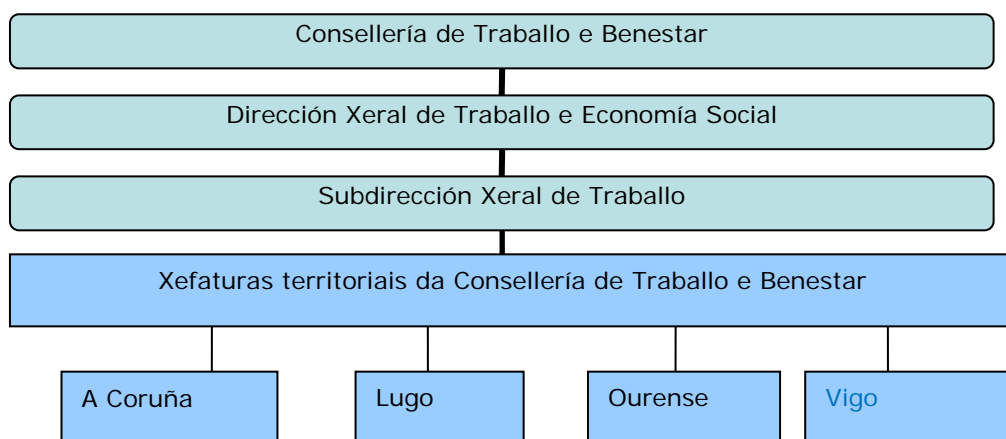 Consellería de Traballo e Benestar
Dirección Xeral de Traballo e Economía Social
Subdirección Xeral de Traballo
Xefaturas territoriais da Consellería de Traballo e Benestar
A Coruña
Lugo
Ourense
Vigo